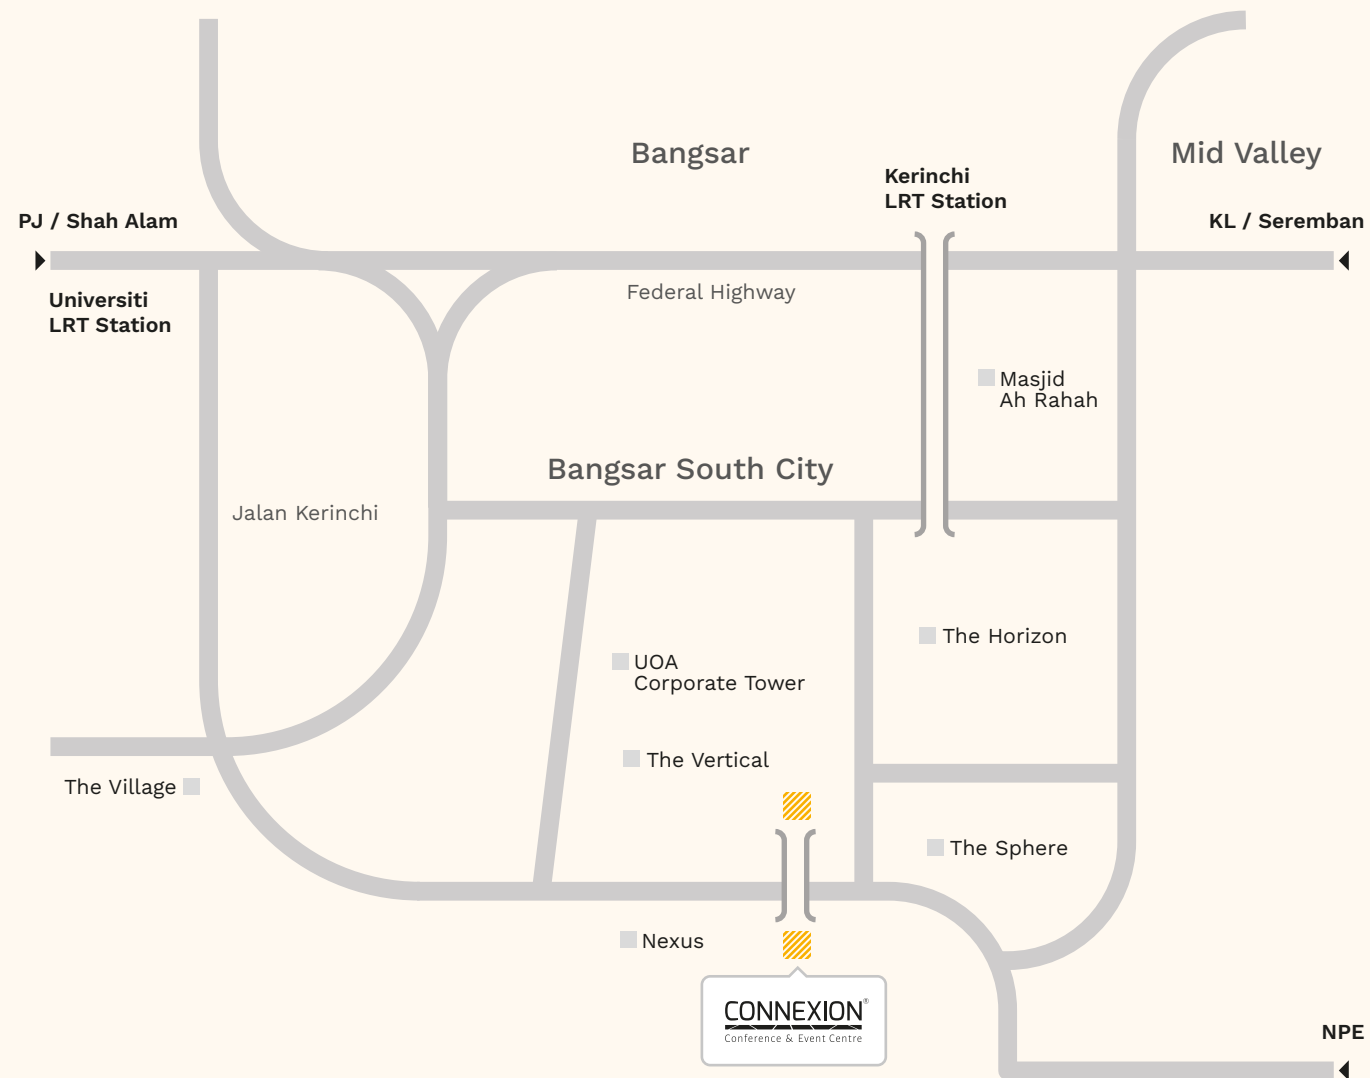 Bangsar
Mid Valley
Kerinchi
LRT Station
PJ / Shah Alam
KL / Seremban
Universiti
LRT Station
Federal Highway
Masjid
Ah Rahah
Bangsar South City
Jalan Kerinchi
The Horizon
UOA
Corporate Tower
The Vertical
The Village
The Sphere
Nexus
CONNEXION®
Conference & Event Centre
NPE